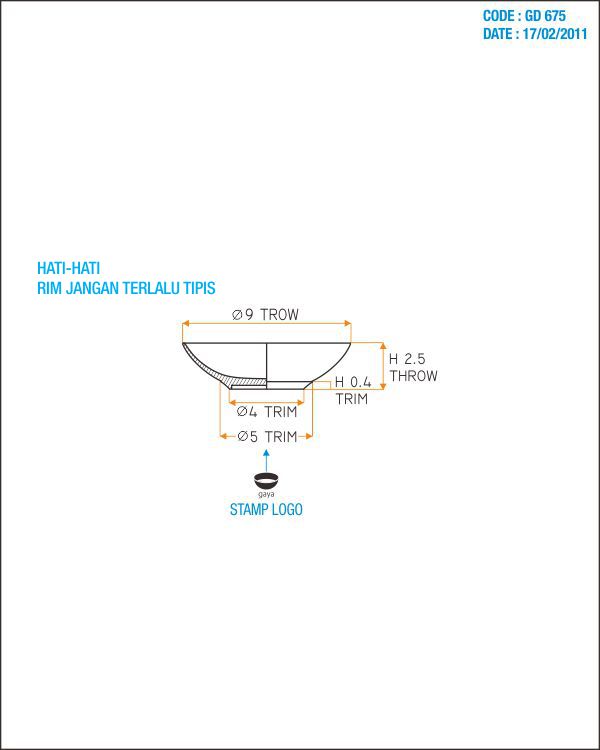 CODE : GD 675
DATE : 17/02/2011
HATI-HATI
RIM JANGAN TERLALU TIPIS
Ø9 TROW
H 2.5
THROW
H 0.4
TRIM
Ø4 TRIM
Ø5 TRIM
gaya
STAMP LOGO